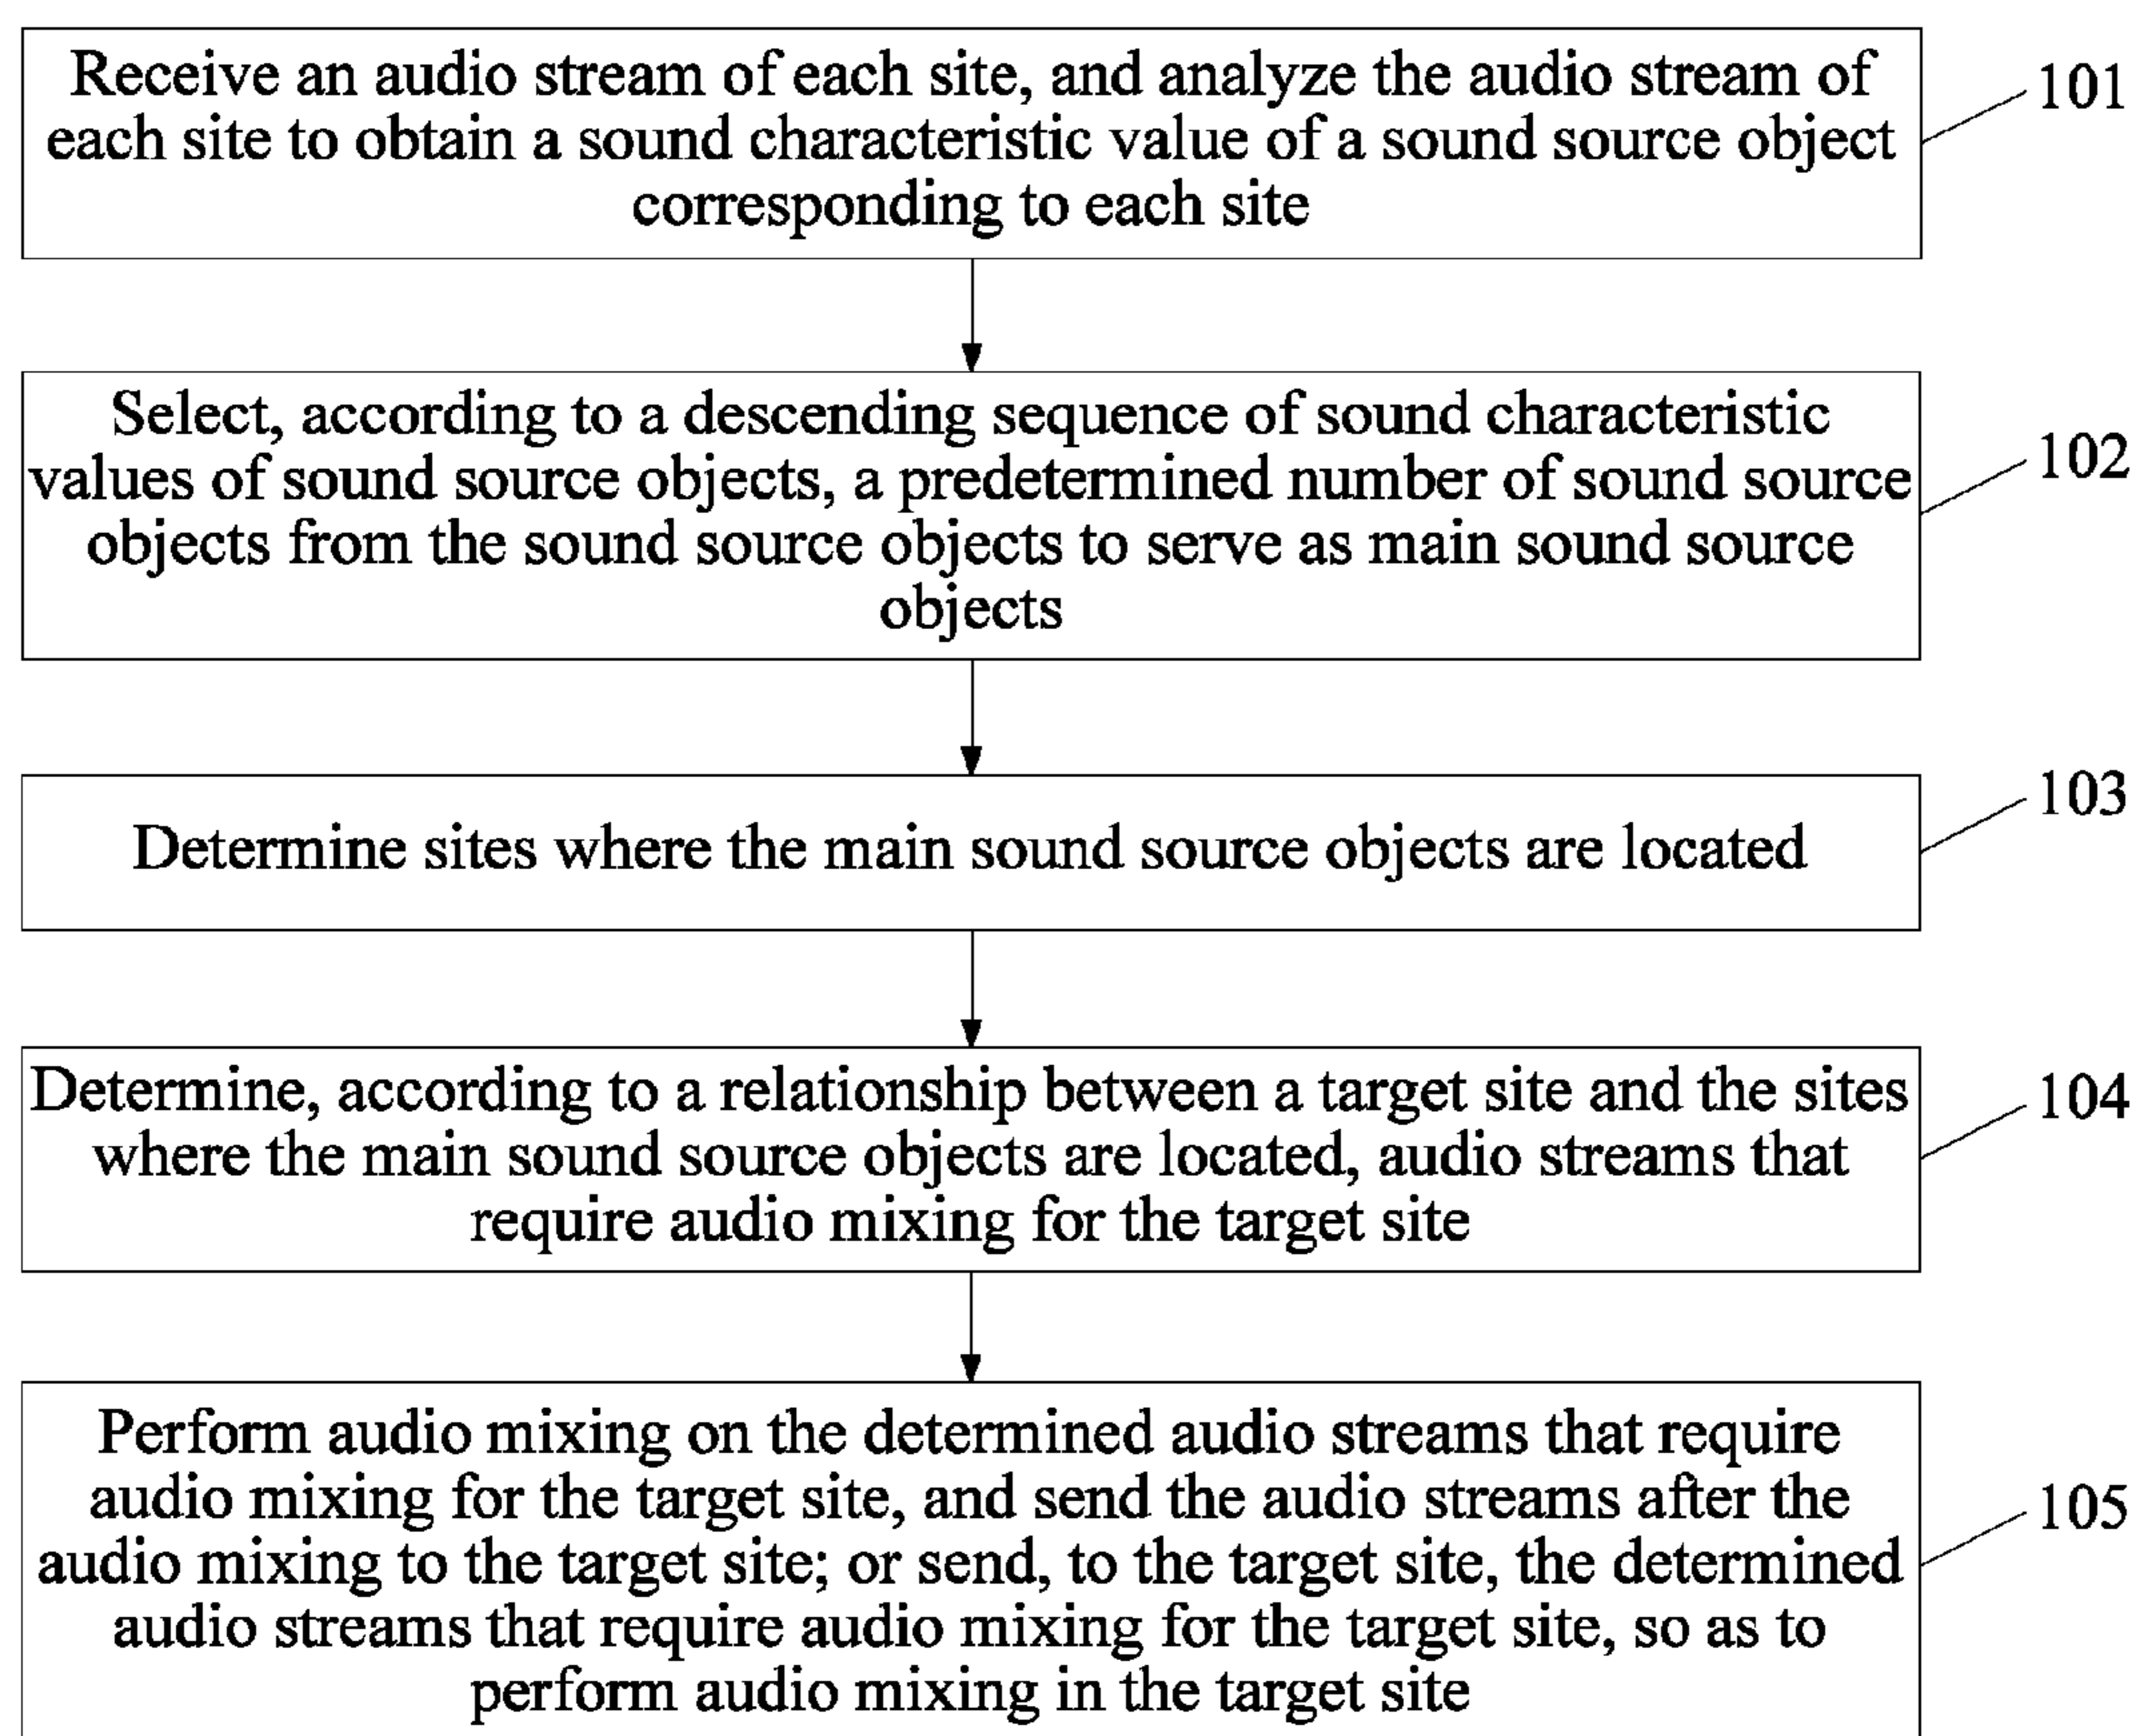 Receive an audio stream of each site, and analyze the audio stream of
each site to obtain a sound characteristic value of a sound source object
corresponding to each site
101
Select, according to a descending sequence of sound characteristic
values of sound source objects, a predetermined number of sound source
objects from the sound source objects to serve as main sound source
objects
102
Determine sites where the main sound source objects are located
103
Determine, according to a relationship between a target site and the sites
where the main sound source objects are located, audio streams that
require audio mixing for the target site
104
Perform audio mixing on the determined audio streams that require
audio mixing for the target site, and send the audio streams after the
audio mixing to the target site; or send, to the target site, the determined
audio streams that require audio mixing for the target site, so as to
perform audio mixing in the target site
105